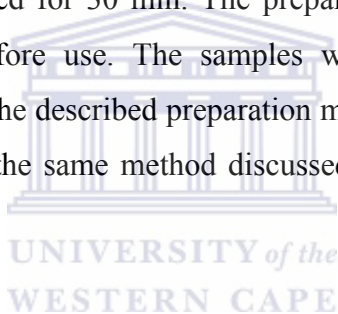 ed for 30 min. The prepar
fore use. The samples w
he described preparation m
the same method discussed
UNIVERSITY of the
WESTERN CAPE